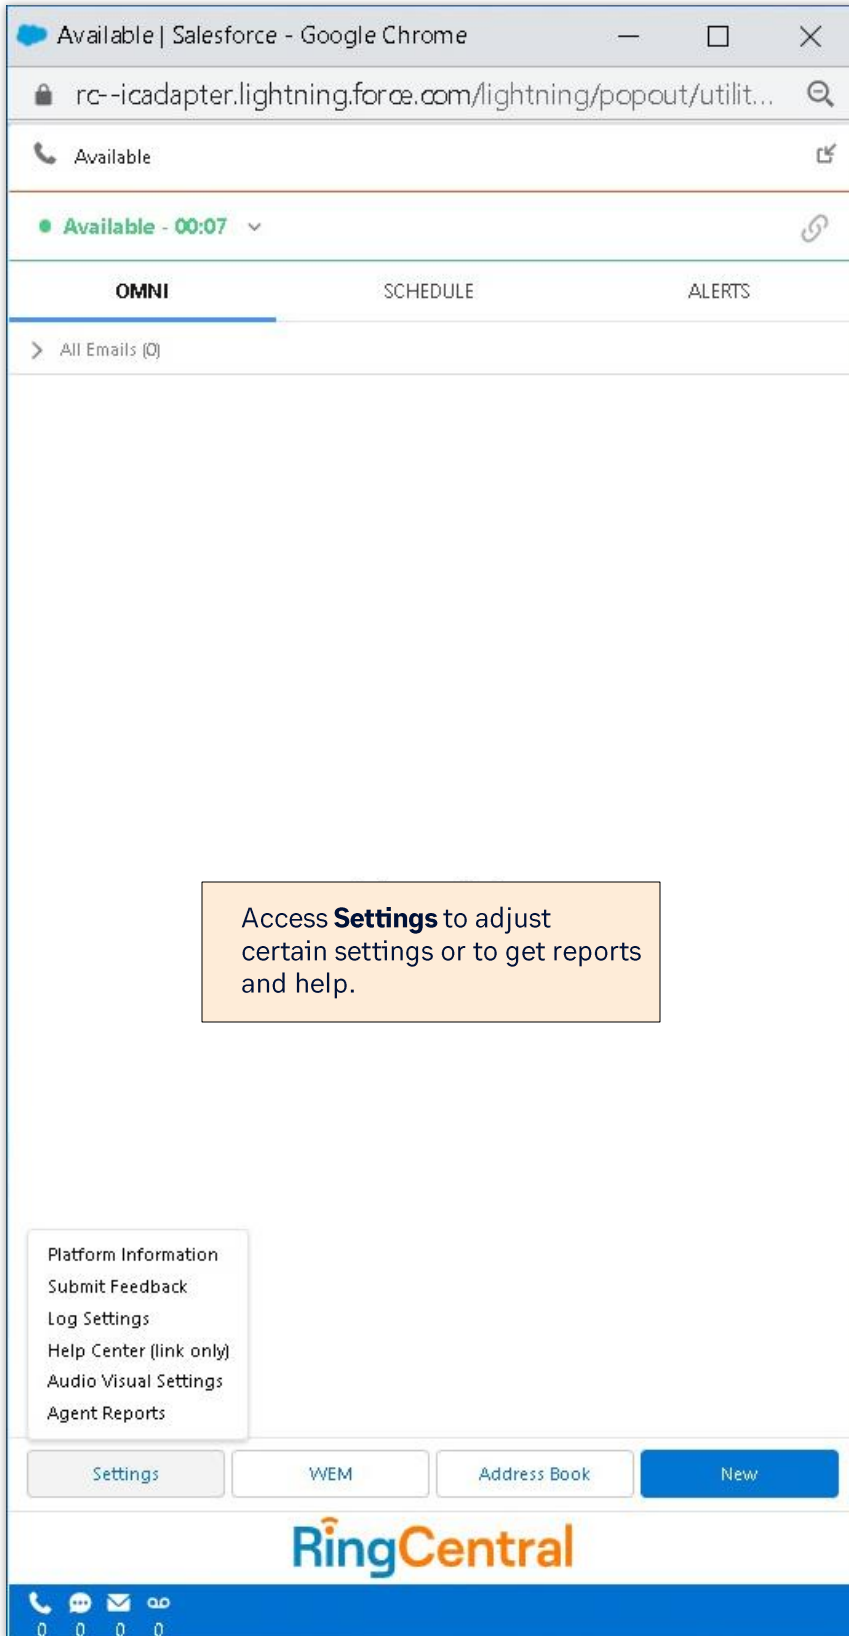 Available | Salesforce - Google Chrome
rc--icadapter.lightning.force.com/lightning/popout/utilit...
Available
Available - 00:07
OMNI SCHEDULE ALERTS
All Emails (0)
Access Settings to adjust
certain settings or to get reports
and help.
Platform Information
Submit Feedback
Log Settings
Help Center (link only)
Audio Visual Settings
Agent Reports
Settings WEM Address Book New
RingCentral
0 0 0 0